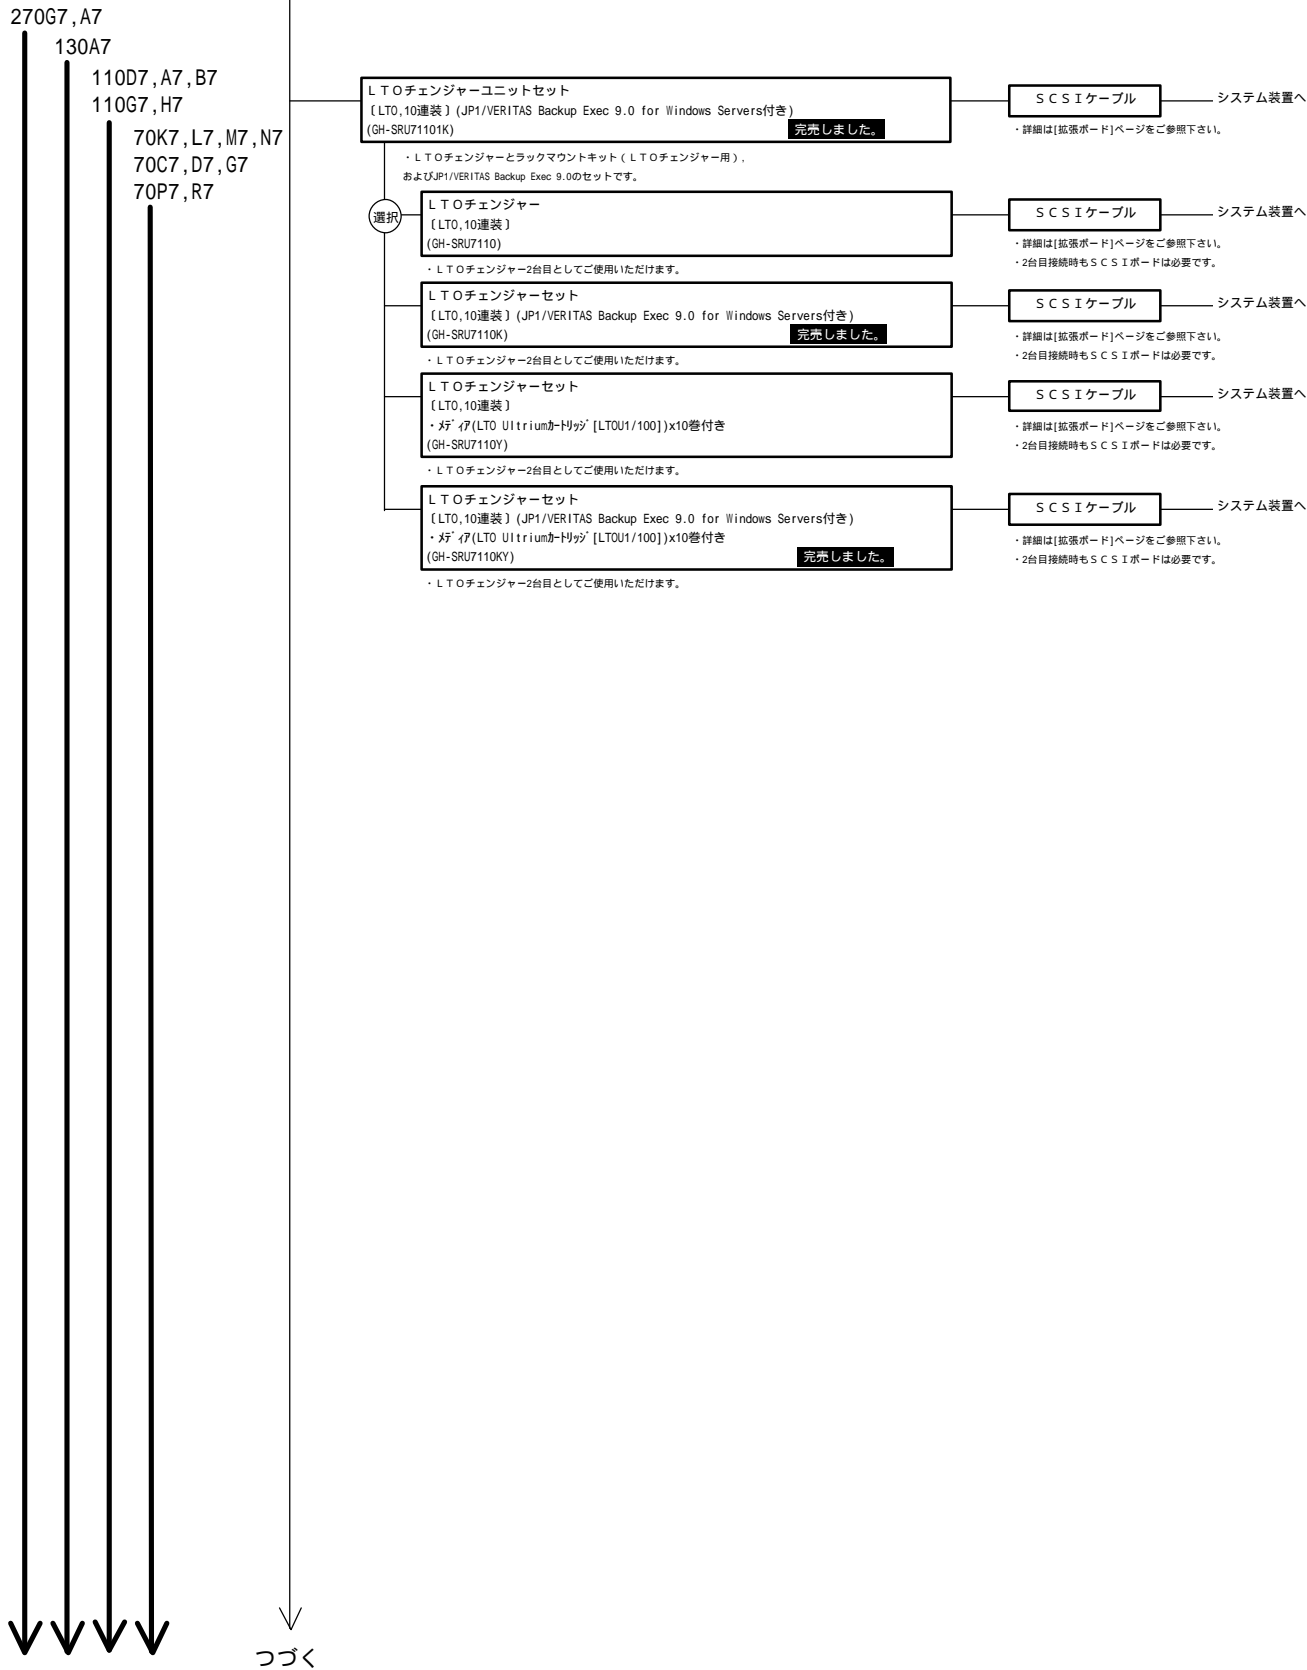 270G7,A7
130A7
110D7,A7,B7
110G7,H7
70K7,L7,M7,N7
70C7,D7,G7
70P7,R7
ＬＴＯチェンジャーユニットセット
〔LTO,10連装〕(JP1/VERITAS Backup Exec 9.0 for Windows Servers付き)
(GH-SRU71101K)
完売しました。
ＳＣＳＩケーブル
システム装置へ
・詳細は[拡張ボード]ページをご参照下さい。
・ＬＴＯチェンジャーとラックマウントキット（ＬＴＯチェンジャー用）,
およびJP1/VERITAS Backup Exec 9.0のセットです。
選択
ＬＴＯチェンジャー
〔LTO,10連装〕
(GH-SRU7110)
ＳＣＳＩケーブル
システム装置へ
・詳細は[拡張ボード]ページをご参照下さい。
・2台目接続時もＳＣＳＩボードは必要です。
・ＬＴＯチェンジャー2台目としてご使用いただけます。
ＬＴＯチェンジャーセット
〔LTO,10連装〕(JP1/VERITAS Backup Exec 9.0 for Windows Servers付き)
(GH-SRU7110K)
完売しました。
ＳＣＳＩケーブル
システム装置へ
・詳細は[拡張ボード]ページをご参照下さい。
・2台目接続時もＳＣＳＩボードは必要です。
・ＬＴＯチェンジャー2台目としてご使用いただけます。
ＬＴＯチェンジャーセット
〔LTO,10連装〕
・ﾒﾃﾞｨｱ(LTO Ultriumｶｰﾄﾘｯｼﾞ[LTOU1/100])x10巻付き
(GH-SRU7110Y)
ＳＣＳＩケーブル
システム装置へ
・詳細は[拡張ボード]ページをご参照下さい。
・2台目接続時もＳＣＳＩボードは必要です。
・ＬＴＯチェンジャー2台目としてご使用いただけます。
ＬＴＯチェンジャーセット
〔LTO,10連装〕(JP1/VERITAS Backup Exec 9.0 for Windows Servers付き)
・ﾒﾃﾞｨｱ(LTO Ultriumｶｰﾄﾘｯｼﾞ[LTOU1/100])x10巻付き
(GH-SRU7110KY)
完売しました。
ＳＣＳＩケーブル
システム装置へ
・詳細は[拡張ボード]ページをご参照下さい。
・2台目接続時もＳＣＳＩボードは必要です。
・ＬＴＯチェンジャー2台目としてご使用いただけます。
つづく